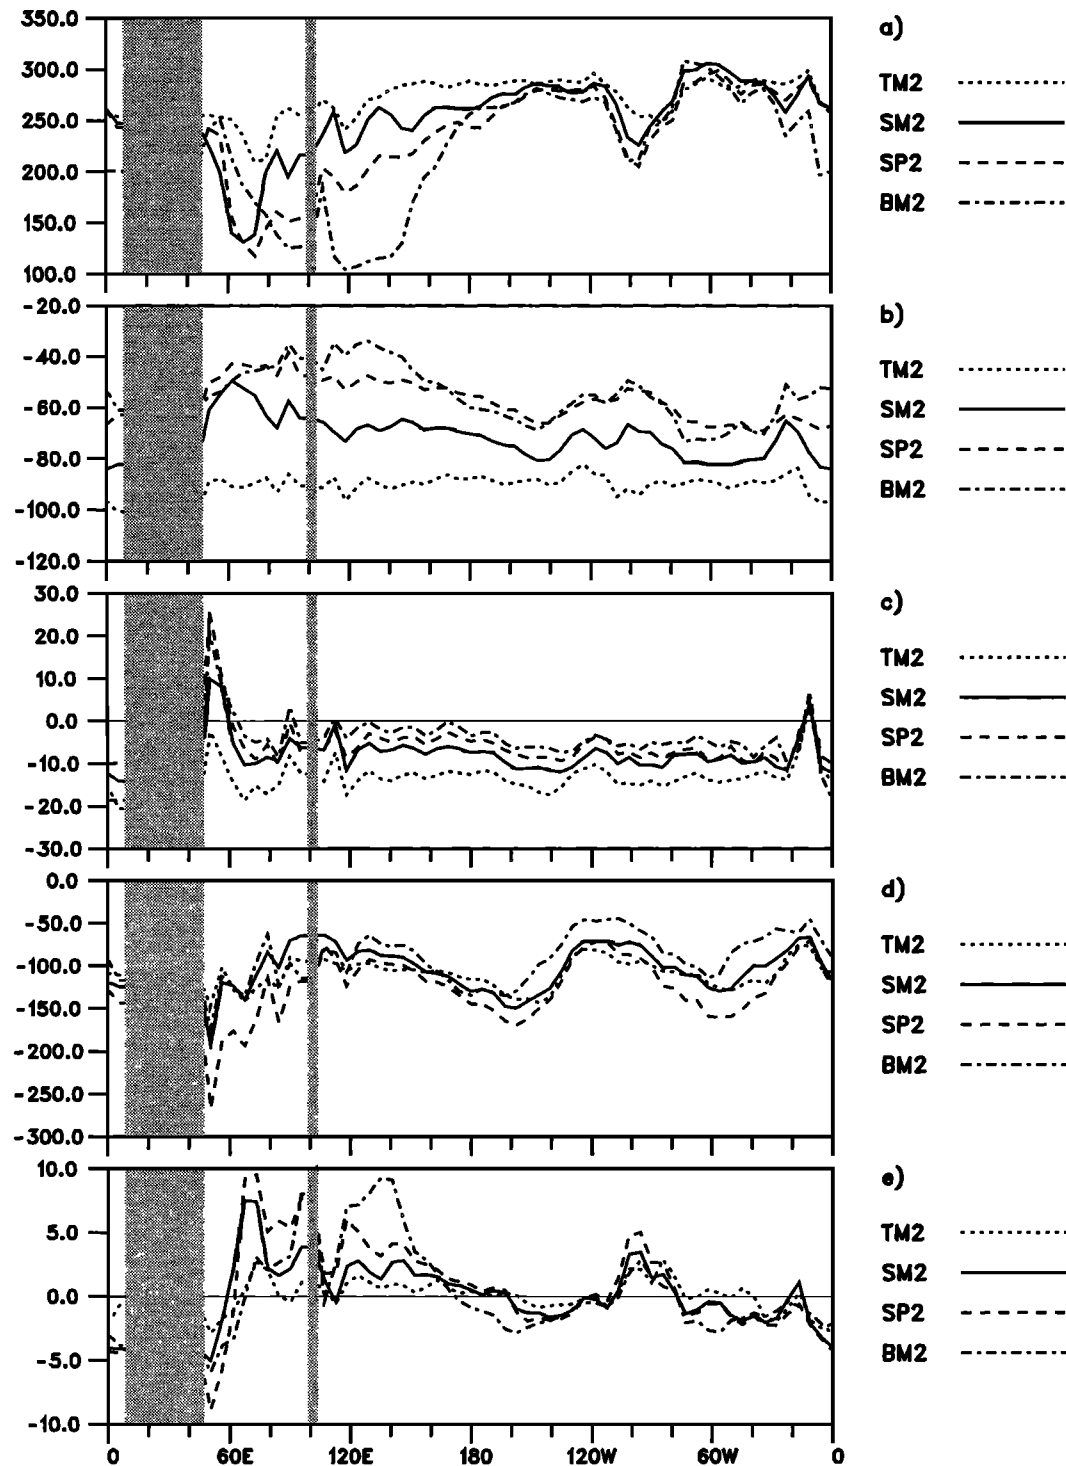 350.0
300.0
250.0
200.0
150.0
100.0
a)
TM2
SM2
SP2
BM2
-20.0
-40.0
-60.0
-80.0
-100.0
-120.0
b)
TM2
SM2
SP2
BM2
30.0
20.0
10.0
0.0
-10.0
-20.0
-30.0
c)
TM2
SM2
SP2
BM2
0.0
-50.0
-100.0
-150.0
-200.0
-250.0
-300.0
d)
TM2
SM2
SP2
BM2
10.0
5.0
0.0
-5.0
-10.0
e)
TM2
SM2
SP2
BM2
0 60E 120E 180 120W 60W 0